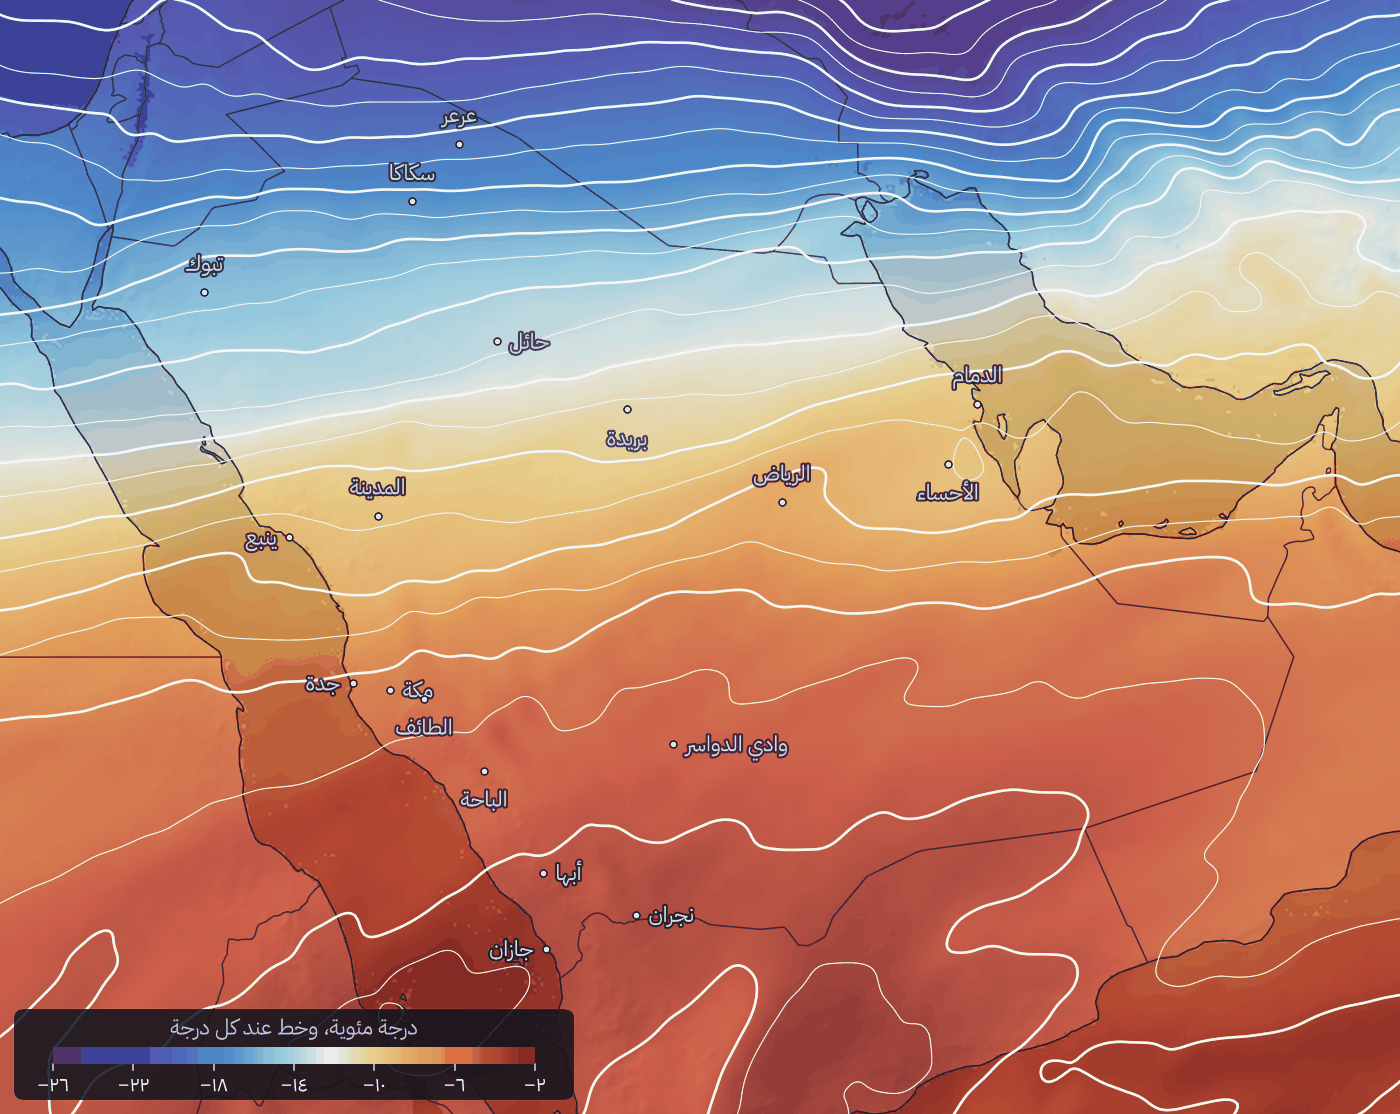 عرعر
سكاكا
تبوك
حائل
الدمام
بريدة
الرياض
المدينة
الأحساء
ينبع
جدة
مكة
الطائف
وادي الدواسر
الباحة
أبها
نجران
جازان
درجة مئوية، وخط عند كل درجة
−٢٦ −٢٢ −١٨ −١٤ −١٠ −٦ −٢